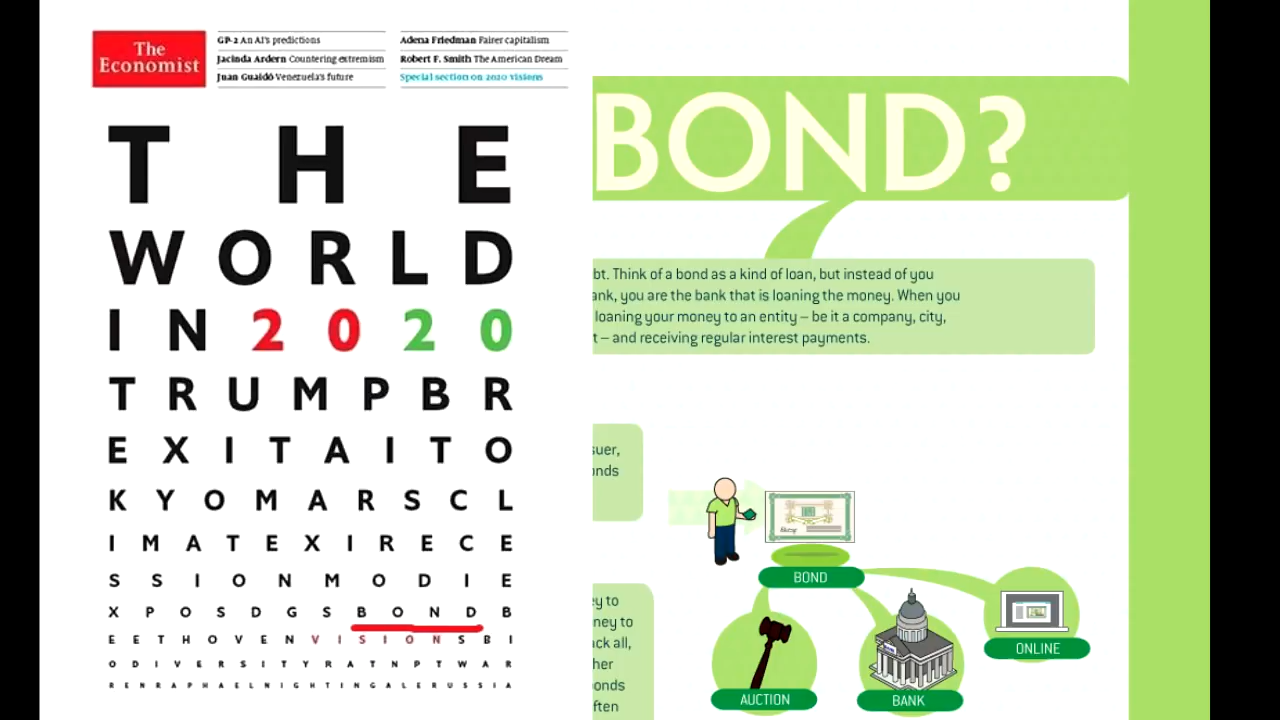 The
Economist
GP-2 An AI's predictions
Jacinda Ardern Countering extremism
Juan Guaidó Venezuela's future
Adena Friedman Fairer capitalism
Robert F. Smith The American Dream
Special section on 2020 visions
T H E
W O R L D
I N 2 0 2 0
T R U M P B R
E X I T A I T O
K Y O M A R S C L
I M A T E X I R E C E
S S I O N M O D I E
X P O S D G S B O N D B
E E T H O V E N V I S I O N S B I
O D I V E R S I T Y R A T N P T W A R
R E N R A P H A E L N I G H T I N G A L E R U S S I A
BOND?
bt. Think of a bond as a kind of loan, but instead of you
ank, you are the bank that is loaning the money. When you
loaning your money to an entity – be it a company, city,
t – and receiving regular interest payments.
suer,
onds
ey to
ney to
ack all,
her
bonds
ften
BOND
AUCTION
BANK
ONLINE